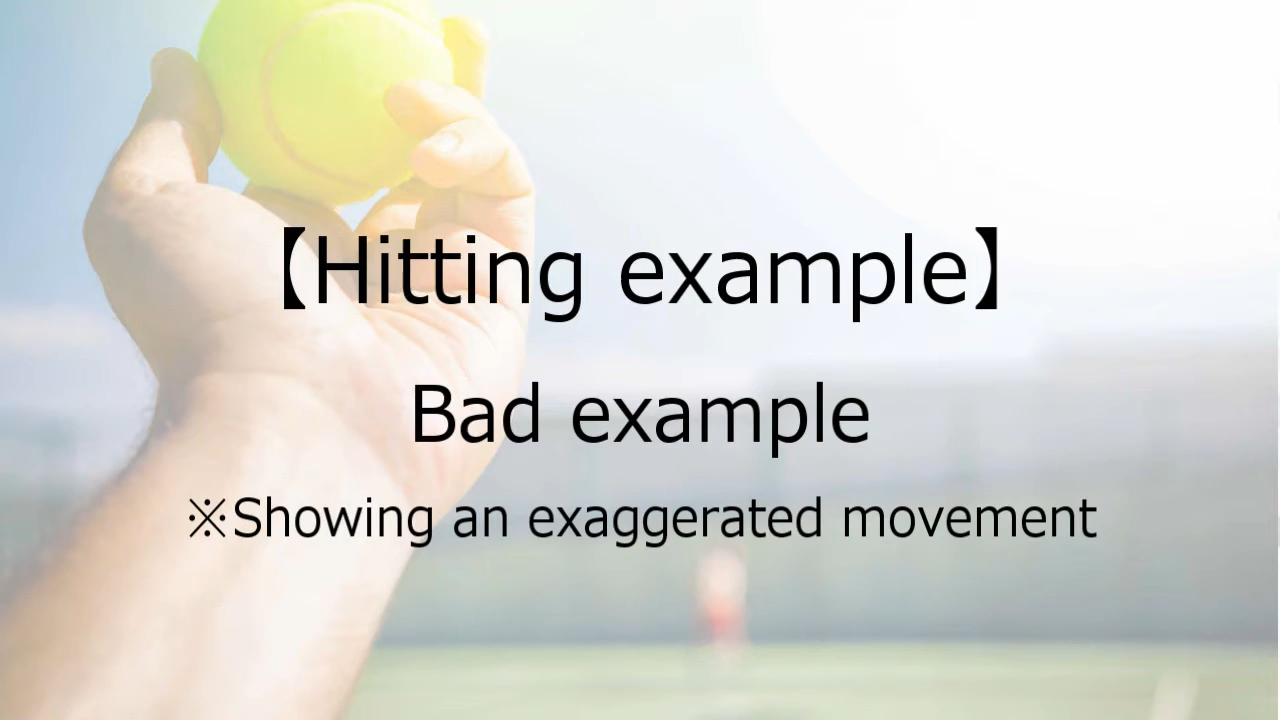 【Hitting example】
Bad example
※Showing an exaggerated movement